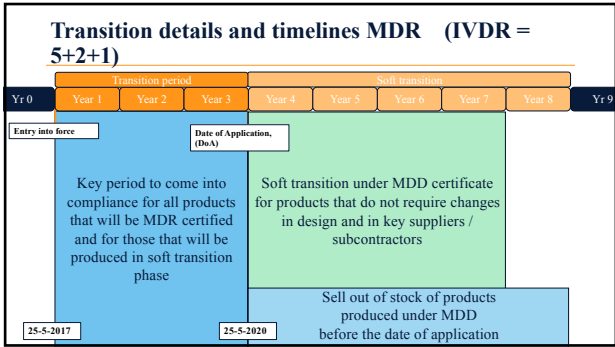 Transition details and timelines MDR (IVDR =
5+2+1)
Transition period
Soft transition
Yr 0
Year 1
Year 2
Year 3
Year 4
Year 5
Year 6
Year 7
Year 8
Yr 9
Entry into force
Date of Application,
(DoA)
Key period to come into
compliance for all products
that will be MDR certified
and for those that will be
produced in soft transition
phase
Soft transition under MDD certificate
for products that do not require changes
in design and in key suppliers /
subcontractors
Sell out of stock of products
produced under MDD
before the date of application
25-5-2017
25-5-2020